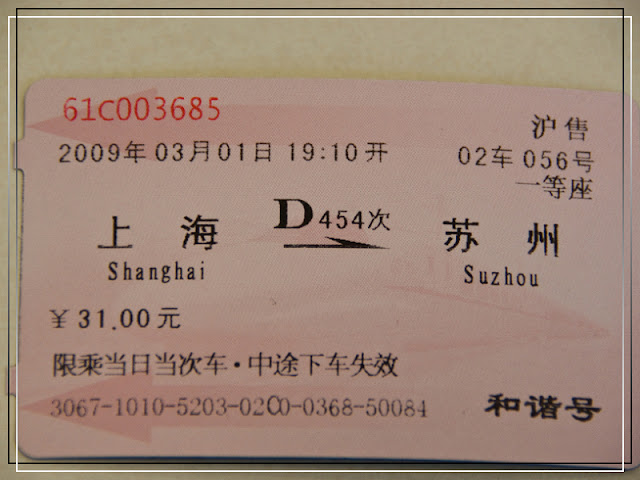 61C003685
沪售
2009年03月01日 19:10开
02车 056号
一等座
上海 D454次 苏州
Shanghai Suzhou
¥31.00元
限乘当日当次车·中途下车失效
3067-1010-5203-0200-0368-50084
和谐号